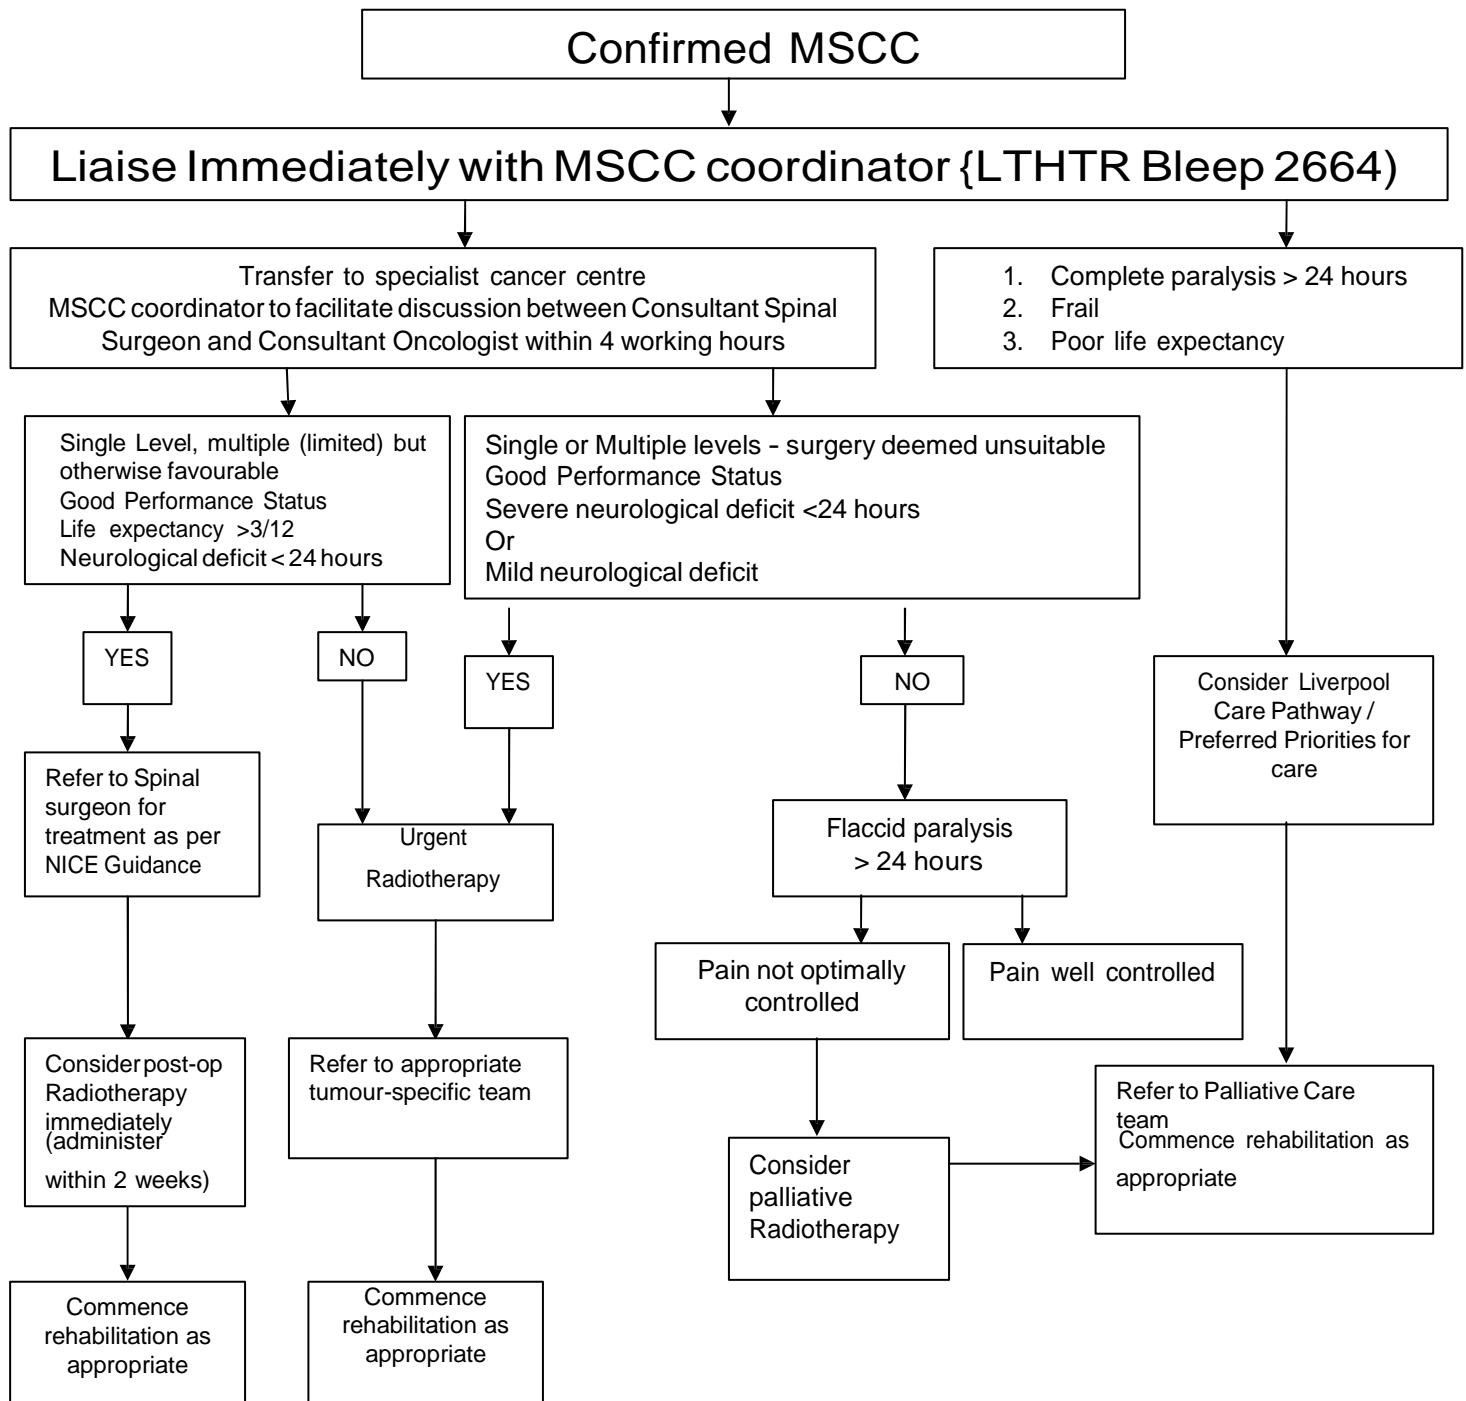 Confirmed MSCC
Liaise Immediately with MSCC coordinator {LTHTR Bleep 2664)
Transfer to specialist cancer centre
MSCC coordinator to facilitate discussion between Consultant Spinal
Surgeon and Consultant Oncologist within 4 working hours
1. Complete paralysis > 24 hours
2. Frail
3. Poor life expectancy
Single Level, multiple (limited) but
otherwise favourable
Good Performance Status
Life expectancy >3/12
Neurological deficit < 24 hours
Single or Multiple levels – surgery deemed unsuitable
Good Performance Status
Severe neurological deficit <24 hours
Or
Mild neurological deficit
YES
NO
YES
NO
Consider Liverpool
Care Pathway /
Preferred Priorities for
care
Refer to Spinal
surgeon for
treatment as per
NICE Guidance
Urgent
Radiotherapy
Flaccid paralysis
> 24 hours
Pain not optimally
controlled
Pain well controlled
Consider post-op
Radiotherapy
immediately
(administer
within 2 weeks)
Refer to appropriate
tumour-specific team
Consider
palliative
Radiotherapy
Refer to Palliative Care
team
Commence rehabilitation as
appropriate
Commence
rehabilitation as
appropriate
Commence
rehabilitation as
appropriate